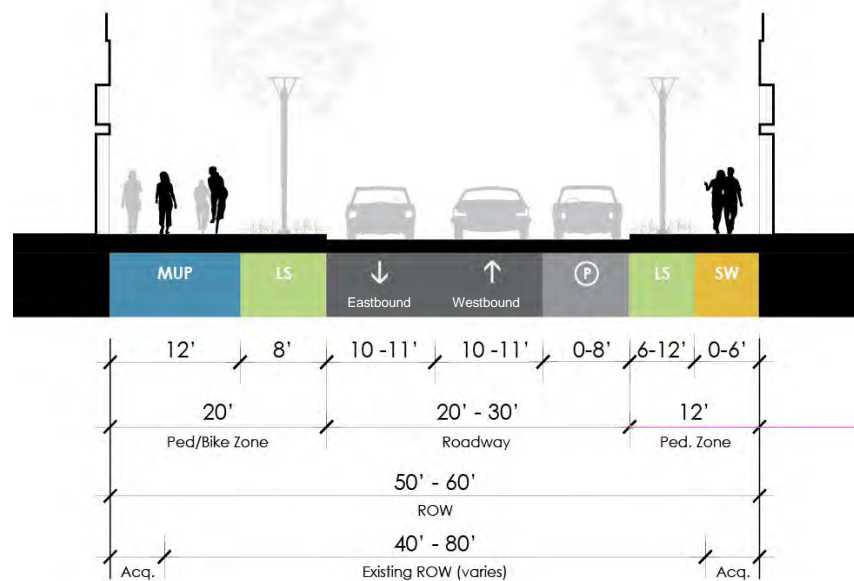 MUP LS ↓ ↑ P LS SW
Eastbound Westbound
12’ 8’ 10 -11’ 10 -11’ 0-8’ 6-12’ 0-6’
20’ 20’ - 30’ 12’
Ped/Bike Zone Roadway Ped. Zone
50’ - 60’
ROW
40’ - 80’
Acq. Existing ROW (varies) Acq.